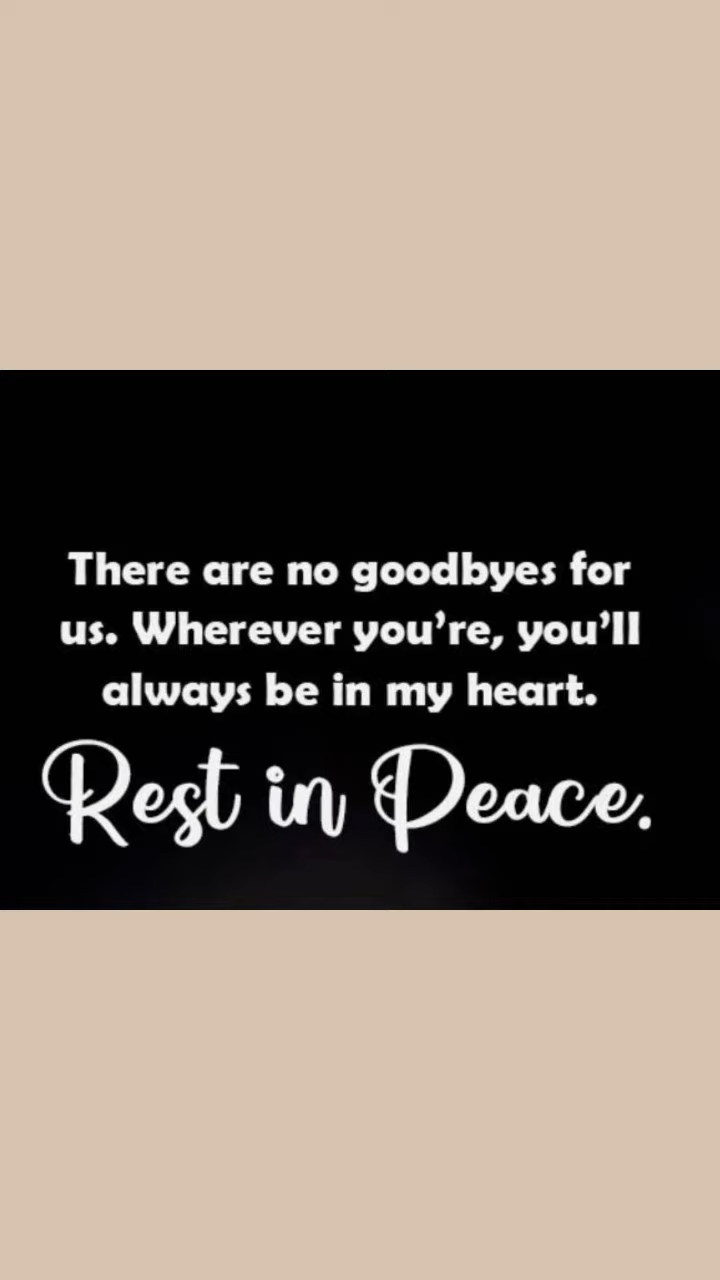 There are no goodbyes for
us. Wherever you’re, you’ll
always be in my heart.
Rest in Peace.